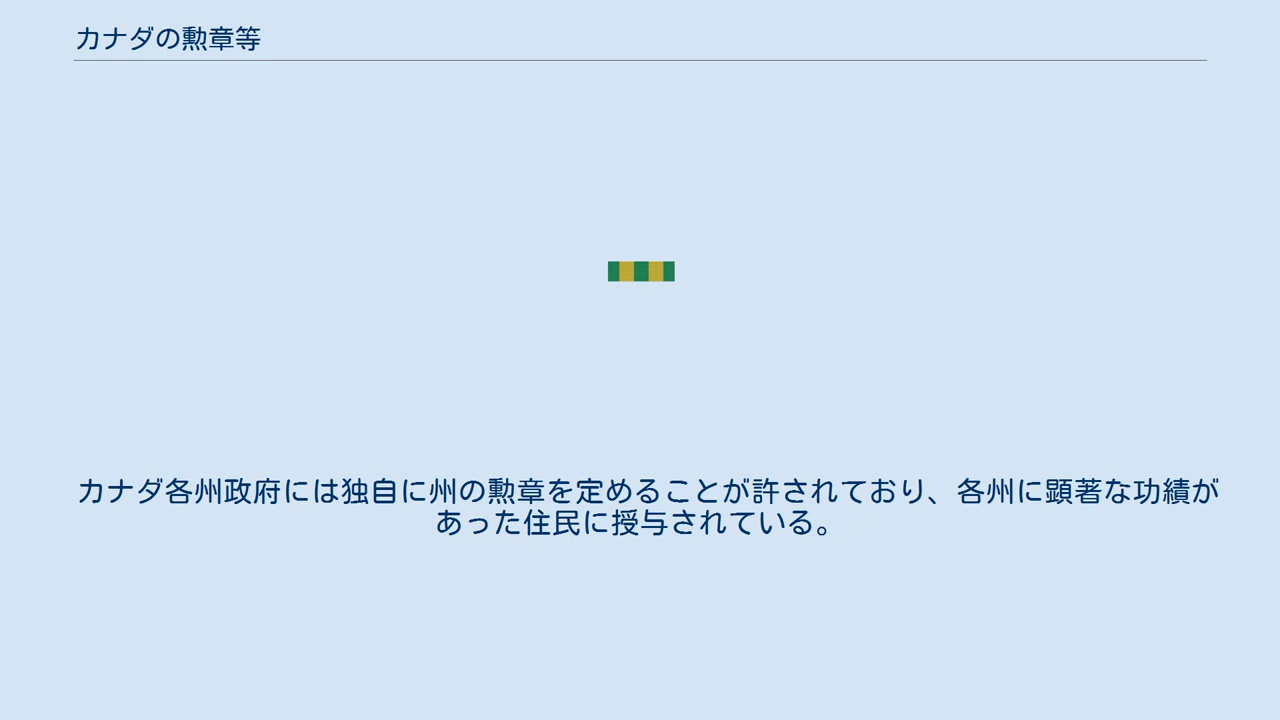 カナダの勲章等
カナダ各州政府には独自に州の勲章を定めることが許されており、各州に顕著な功績が
あった住民に授与されている。